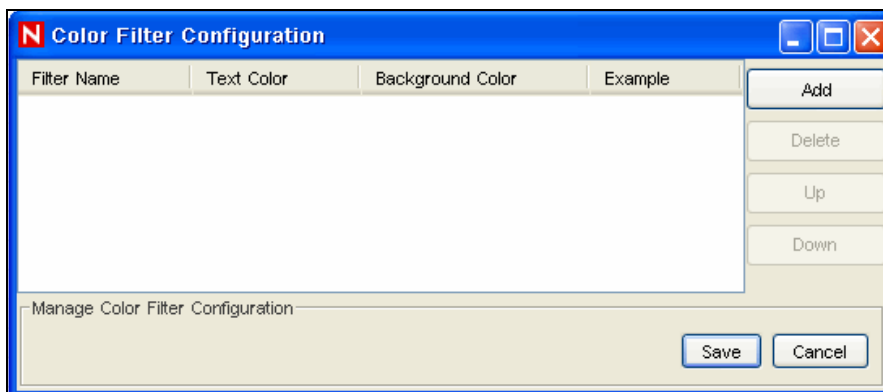 N Color Filter Configuration
Filter Name Text Color Background Color Example
Add
Delete
Up
Down
Manage Color Filter Configuration
Save Cancel